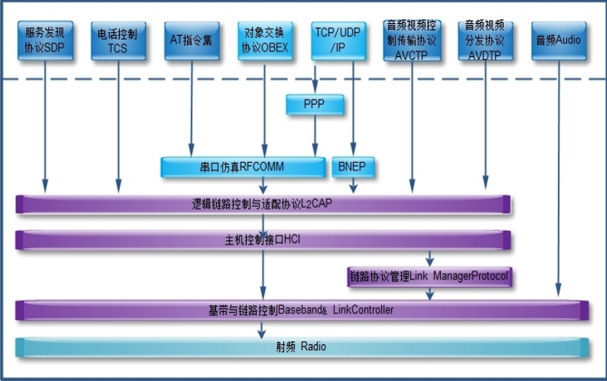 服务发现
协议SDP
电话控制
TCS
AT指令集
对象交换
协议OBEX
TCP/UDP
/IP
音频视频控
制传输协议
AVCTP
音频视频
分发协议
AVDTP
音频Audio
PPP
串口仿真RFCOMM
BNEP
逻辑链路控制与适配协议L2CAP
主机控制接口HCI
链路协议管理Link ManagerProtocol
基带与链路控制Baseband& LinkController
射频 Radio